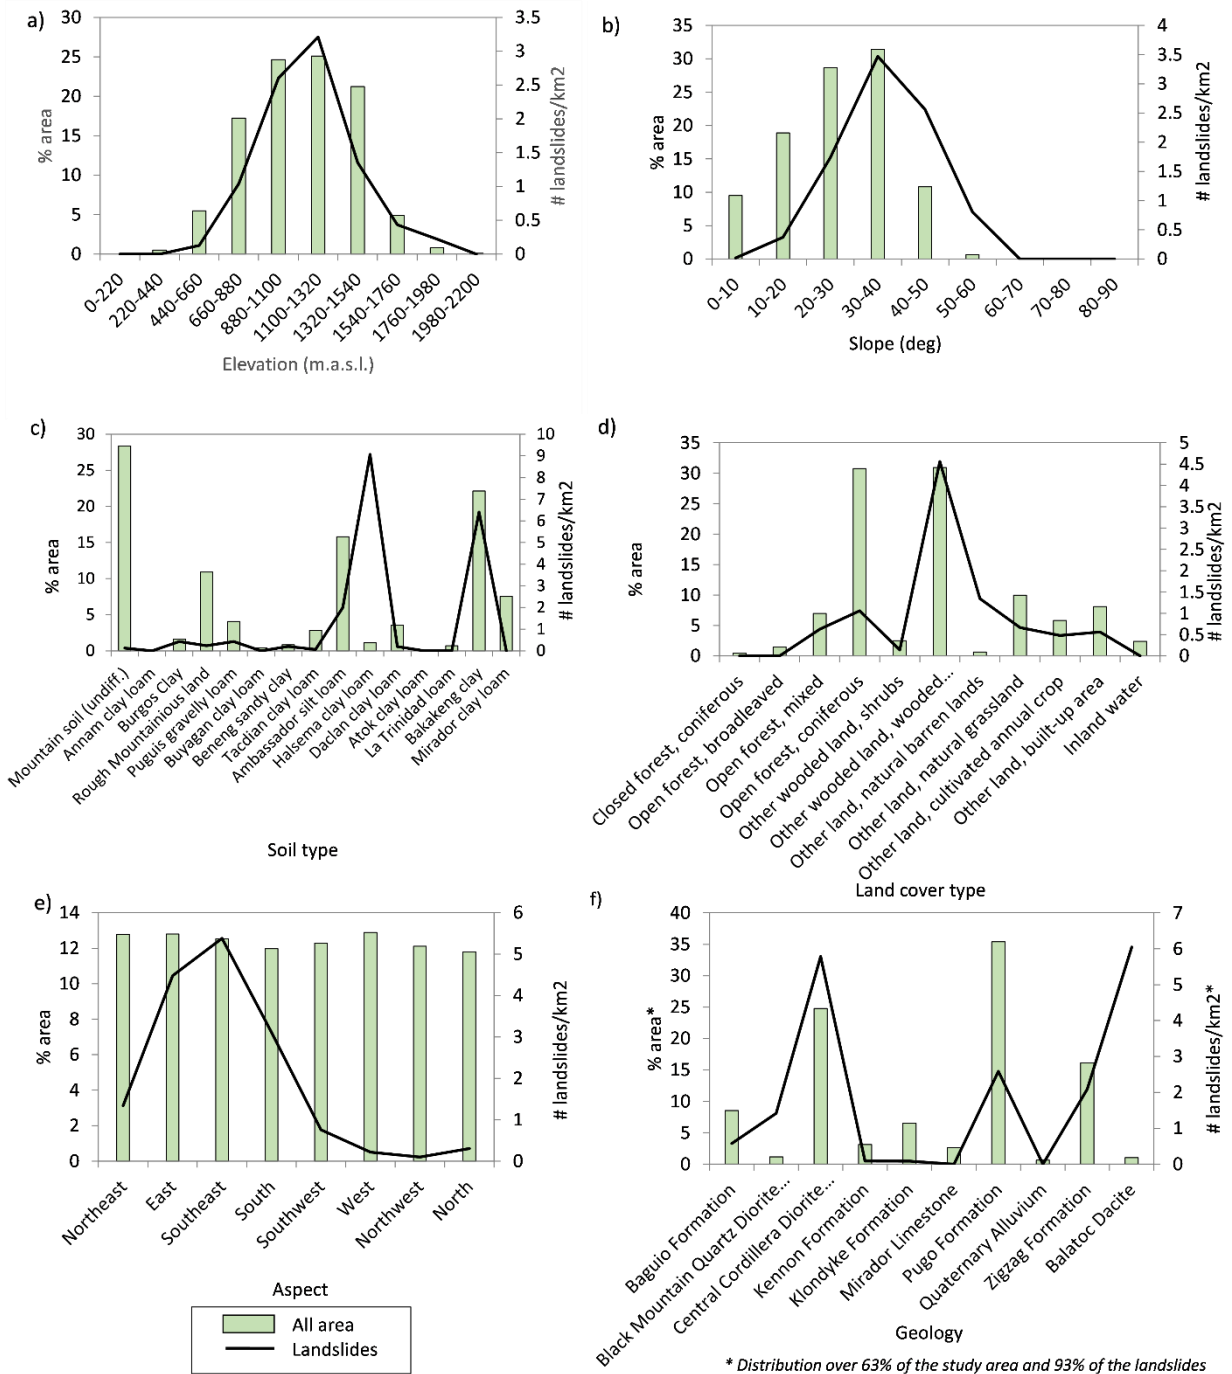 a)
30
25
20
15
10
5
0
% area
3.5
3
2.5
2
1.5
1
0.5
0
# landslides/km2
0-220
220-440
440-660
660-880
880-1100
1100-1320
1320-1540
1540-1760
1760-1980
1980-2200
Elevation (m.a.s.l.)
b)
35
30
25
20
15
10
5
0
% area
4
3.5
3
2.5
2
1.5
1
0.5
0
# landslides/km2
0-10
10-20
20-30
30-40
40-50
50-60
60-70
70-80
80-90
Slope (deg)
c)
30
25
20
15
10
5
0
% area
10
9
8
7
6
5
4
3
2
1
0
# landslides/km2
Mountain soil (undiff.)
Annam clay loam
Burgos Clay
Rough Mountainious land
Puguis gravelly loam
Buyagan clay loam
Beneng sandy clay
Tacdian clay loam
Ambassador silt loam
Halsema clay loam
Daclan clay loam
Atok clay loam
La Trinidad loam
Bakakeng clay
Mirador clay loam
Soil type
d)
35
30
25
20
15
10
5
0
% area
5
4.5
4
3.5
3
2.5
2
1.5
1
0.5
0
# landslides/km2
Closed forest, coniferous
Open forest, broadleaved
Open forest, mixed
Open forest, coniferous
Other wooded land, shrubs
Other wooded land, wooded...
Other land, natural barren lands
Other land, natural grassland
Other land, cultivated annual crop
Other land, built-up area
Inland water
Land cover type
e)
14
12
10
8
6
4
2
0
% area
6
5
4
3
2
1
0
# landslides/km2
Northeast
East
Southeast
South
Southwest
West
Northwest
North
Aspect
All area
Landslides
f)
40
35
30
25
20
15
10
5
0
% area*
7
6
5
4
3
2
1
0
# landslides/km2*
Baguio Formation
Black Mountain Quartz Diorite...
Central Cordillera Diorite...
Kennon Formation
Klondyke Formation
Mirador Limestone
Pugo Formation
Quaternary Alluvium
Zigzag Formation
Balatoc Dacite
Geology
* Distribution over 63% of the study area and 93% of the landslides